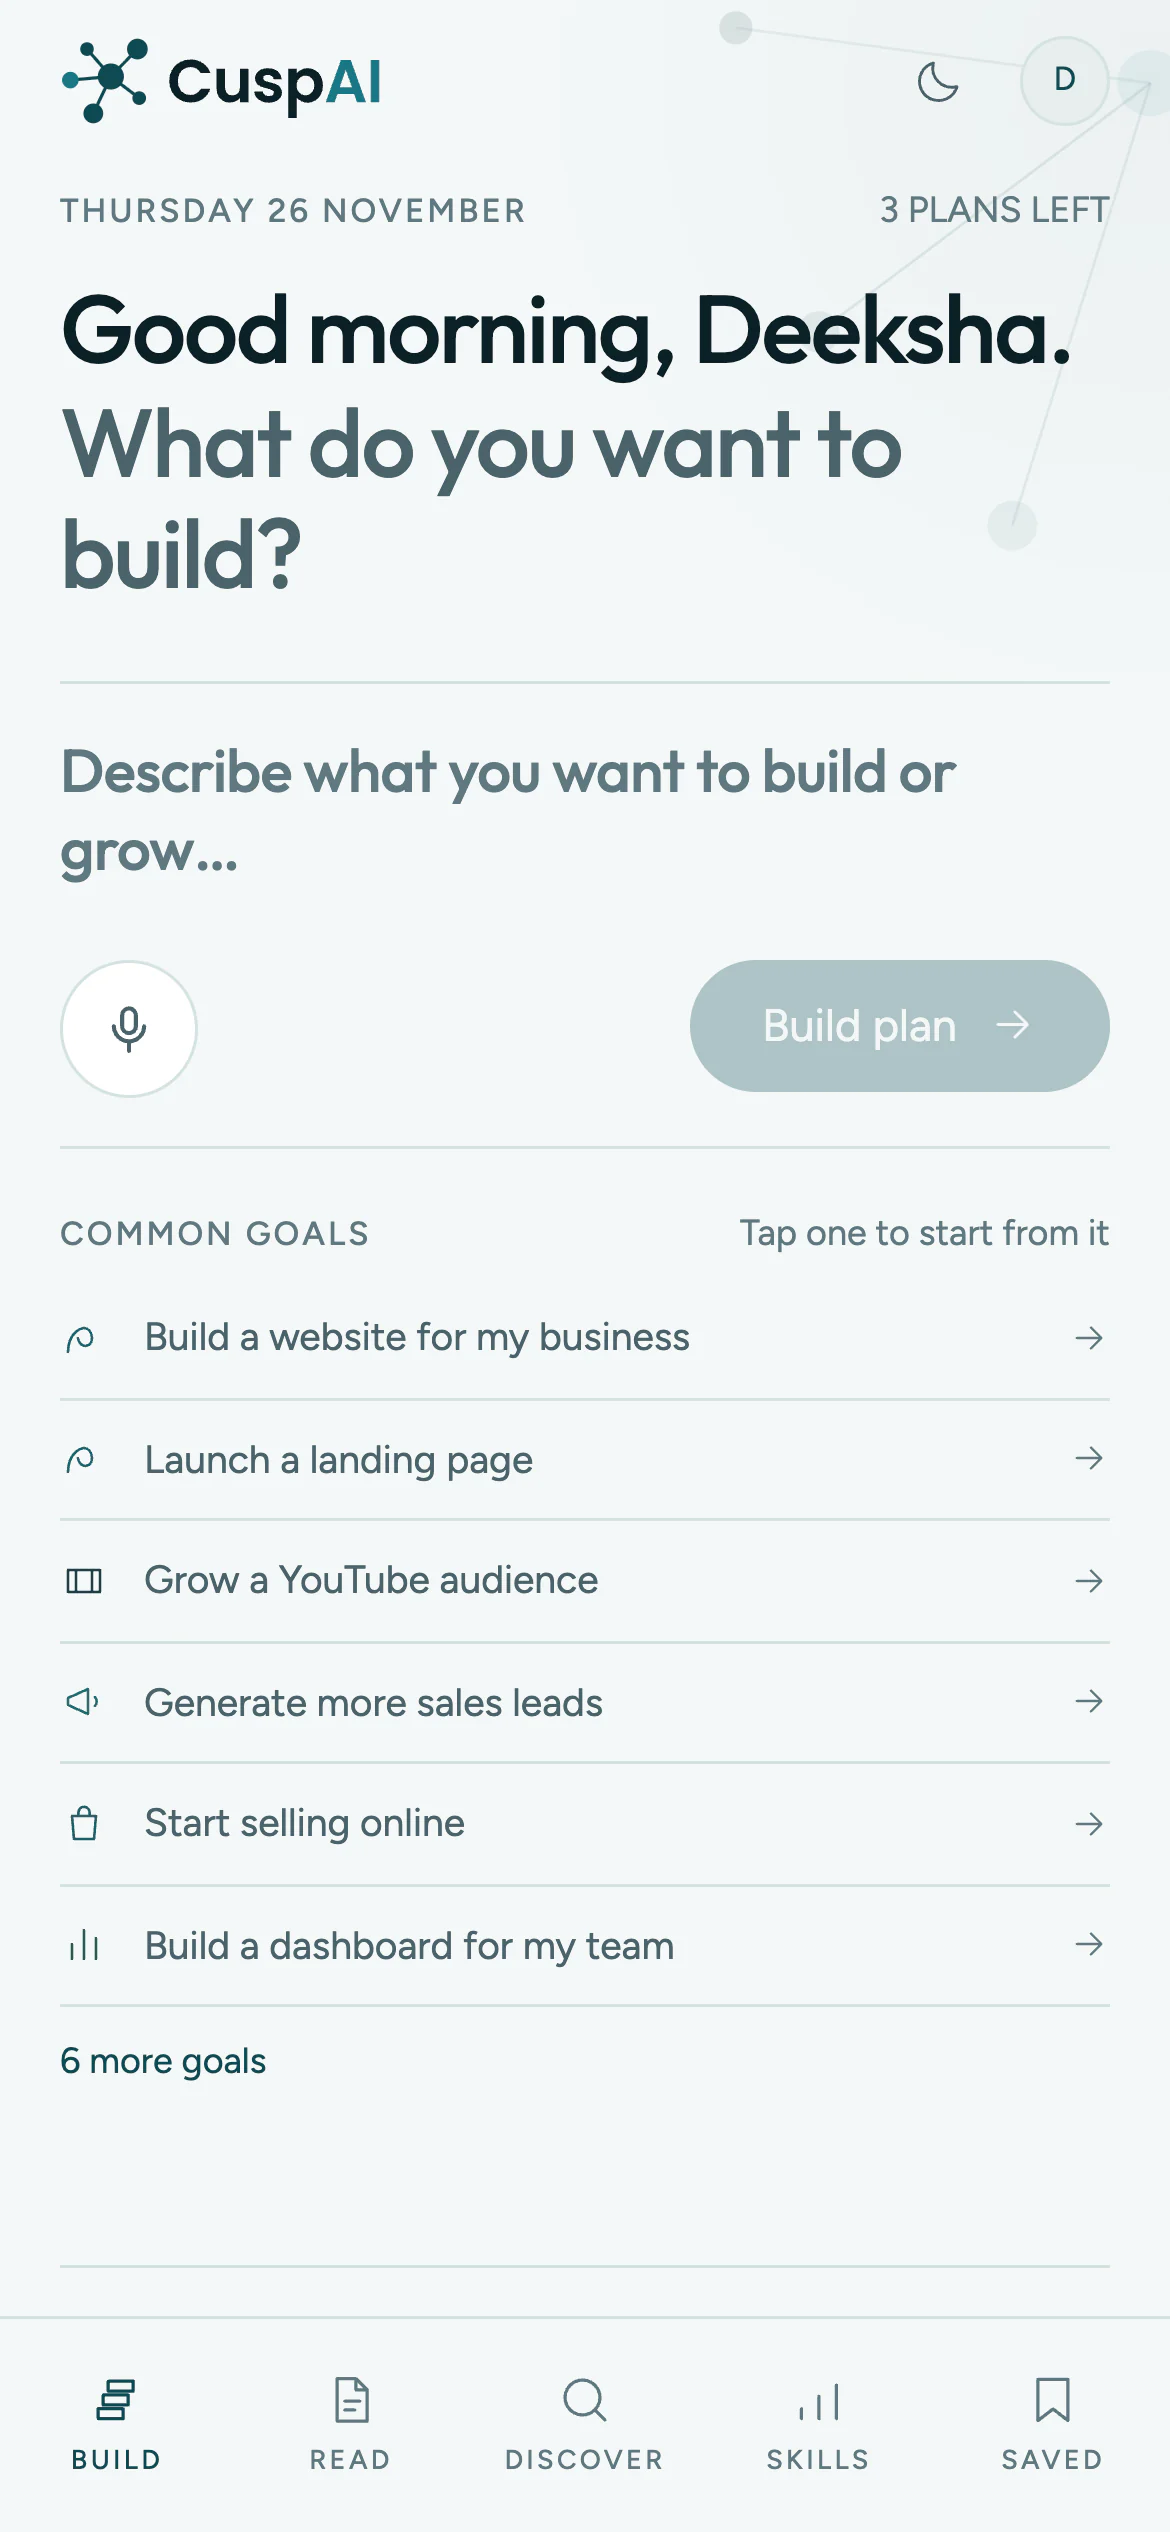 CuspAI
D
THURSDAY 26 NOVEMBER
3 PLANS LEFT
Good morning, Deeksha.
What do you want to
build?
Describe what you want to build or
grow...
Build plan
COMMON GOALS
Tap one to start from it
Build a website for my business
Launch a landing page
Grow a YouTube audience
Generate more sales leads
Start selling online
Build a dashboard for my team
6 more goals
BUILD
READ
DISCOVER
SKILLS
SAVED